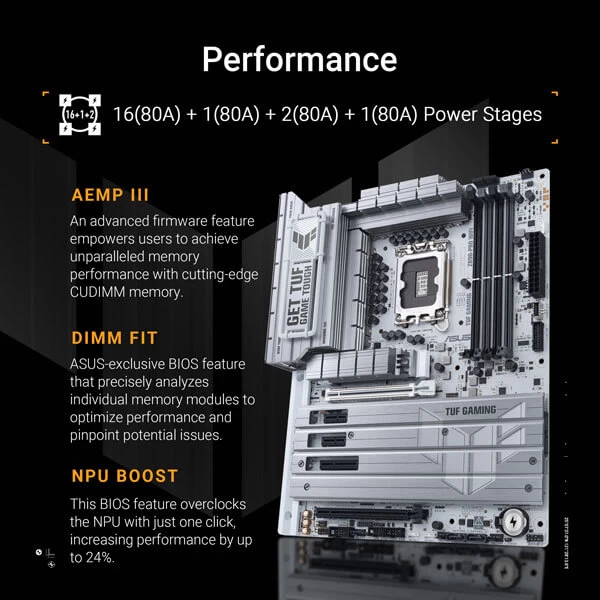 Performance
16+1+2
16(80A) + 1(80A) + 2(80A) + 1(80A) Power Stages
AEMP III
An advanced firmware feature
empowers users to achieve
unparalleled memory
performance with cutting-edge
CUDIMM memory.
DIMM FIT
ASUS-exclusive BIOS feature
that precisely analyzes
individual memory modules to
optimize performance and
pinpoint potential issues.
NPU BOOST
This BIOS feature overclocks
the NPU with just one click,
increasing performance by up
to 24%.
GET TUF
GAME TOUGH
TUF GAMING
ASUS
TUF GAMING